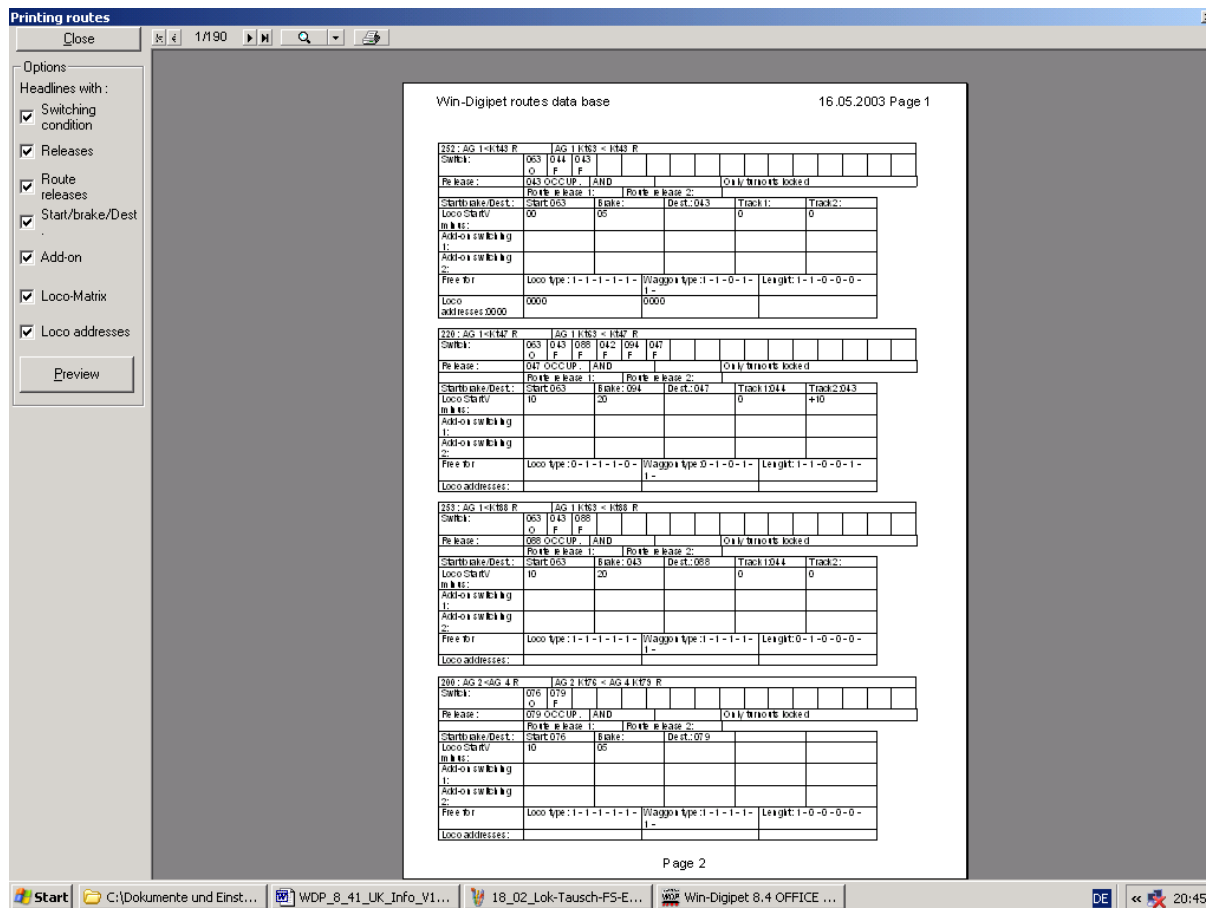 Printing routes
Close
1/190
Options
Headlines with :
Switching condition
Releases
Route releases
Start/brake/Dest.
Add-on
Loco-Matrix
Loco addresses
Preview
Win-Digipet routes data base 16.05.2003 Page 1
252 : AG 1<Kt43 R AG 1 Kt63 < Kt43 R
Switch: 063 044 043
O F F
Release : 043 OCCUP. AND Only turnouts locked
Route release 1: Route release 2:
Start/brake/Dest.: Start:063 Brake: Dest.:043 Track1: Track2:
Loco Start/V minus: 00 05 0 0
Add-on switching 1:
Add-on switching 2:
Free for Loco type : 1 - 1 - 1 - 1 - 1 - Waggon type :1 - 1 - 0 - 1 - 1 - Lenght: 1 - 1 - 0 - 0 - 0 -
Loco addresses:0000 0000 0000
220 : AG 1<Kt47 R AG 1 Kt63 < Kt47 R
Switch: 063 043 088 042 094 047
O F F F F F
Release : 047 OCCUP. AND Only turnouts locked
Route release 1: Route release 2:
Start/brake/Dest.: Start:063 Brake: 094 Dest.:047 Track1:044 Track2:043
Loco Start/V minus: 10 20 0 +10
Add-on switching 1:
Add-on switching 2:
Free for Loco type : 0 - 1 - 1 - 1 - 0 - Waggon type :0 - 1 - 0 - 1 - 1 - Lenght: 1 - 1 - 0 - 0 - 1 -
Loco addresses:
253 : AG 1<Kt88 R AG 1 Kt63 < Kt88 R
Switch: 063 043 088
O F F
Release : 088 OCCUP. AND Only turnouts locked
Route release 1: Route release 2:
Start/brake/Dest.: Start:063 Brake: 043 Dest.:088 Track1:044 Track2:
Loco Start/V minus: 10 20 0 0
Add-on switching 1:
Add-on switching 2:
Free for Loco type : 1 - 1 - 1 - 1 - 1 - Waggon type :1 - 1 - 1 - 1 - 1 - Lenght: 0 - 1 - 0 - 0 - 0 -
Loco addresses:
200 : AG 2<AG 4 R AG 2 Kt76 < AG 4 Kt79 R
Switch: 076 079
O F
Release : 079 OCCUP. AND Only turnouts locked
Route release 1: Route release 2:
Start/brake/Dest.: Start:076 Brake: Dest.:079
Loco Start/V minus: 10 05
Add-on switching 1:
Add-on switching 2:
Free for Loco type : 1 - 1 - 1 - 1 - 1 - Waggon type :1 - 1 - 1 - 1 - 1 - Lenght: 1 - 0 - 0 - 0 - 0 -
Loco addresses:
Page 2
Start C:\Dokumente und Einst... WDP_8_41_UK_Info_V1... 18_02_Lok-Tausch-FS-E... Win-Digipet 8.4 OFFICE ... DE « 20:45